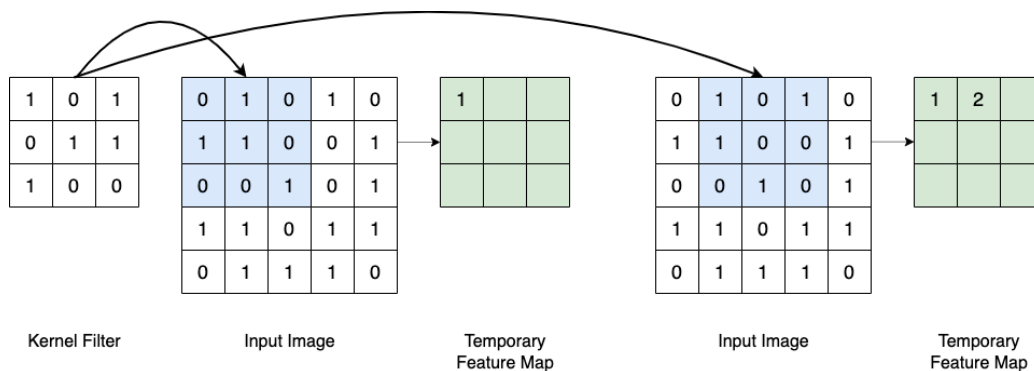 1 0 1
0 1 1
1 0 0
0 1 0 1 0
1 1 0 0 1
0 0 1 0 1
1 1 0 1 1
0 1 1 1 0
1
0 1 0 1 0
1 1 0 0 1
0 0 1 0 1
1 1 0 1 1
0 1 1 1 0
1 2
Kernel Filter
Input Image
Temporary
Feature Map
Input Image
Temporary
Feature Map